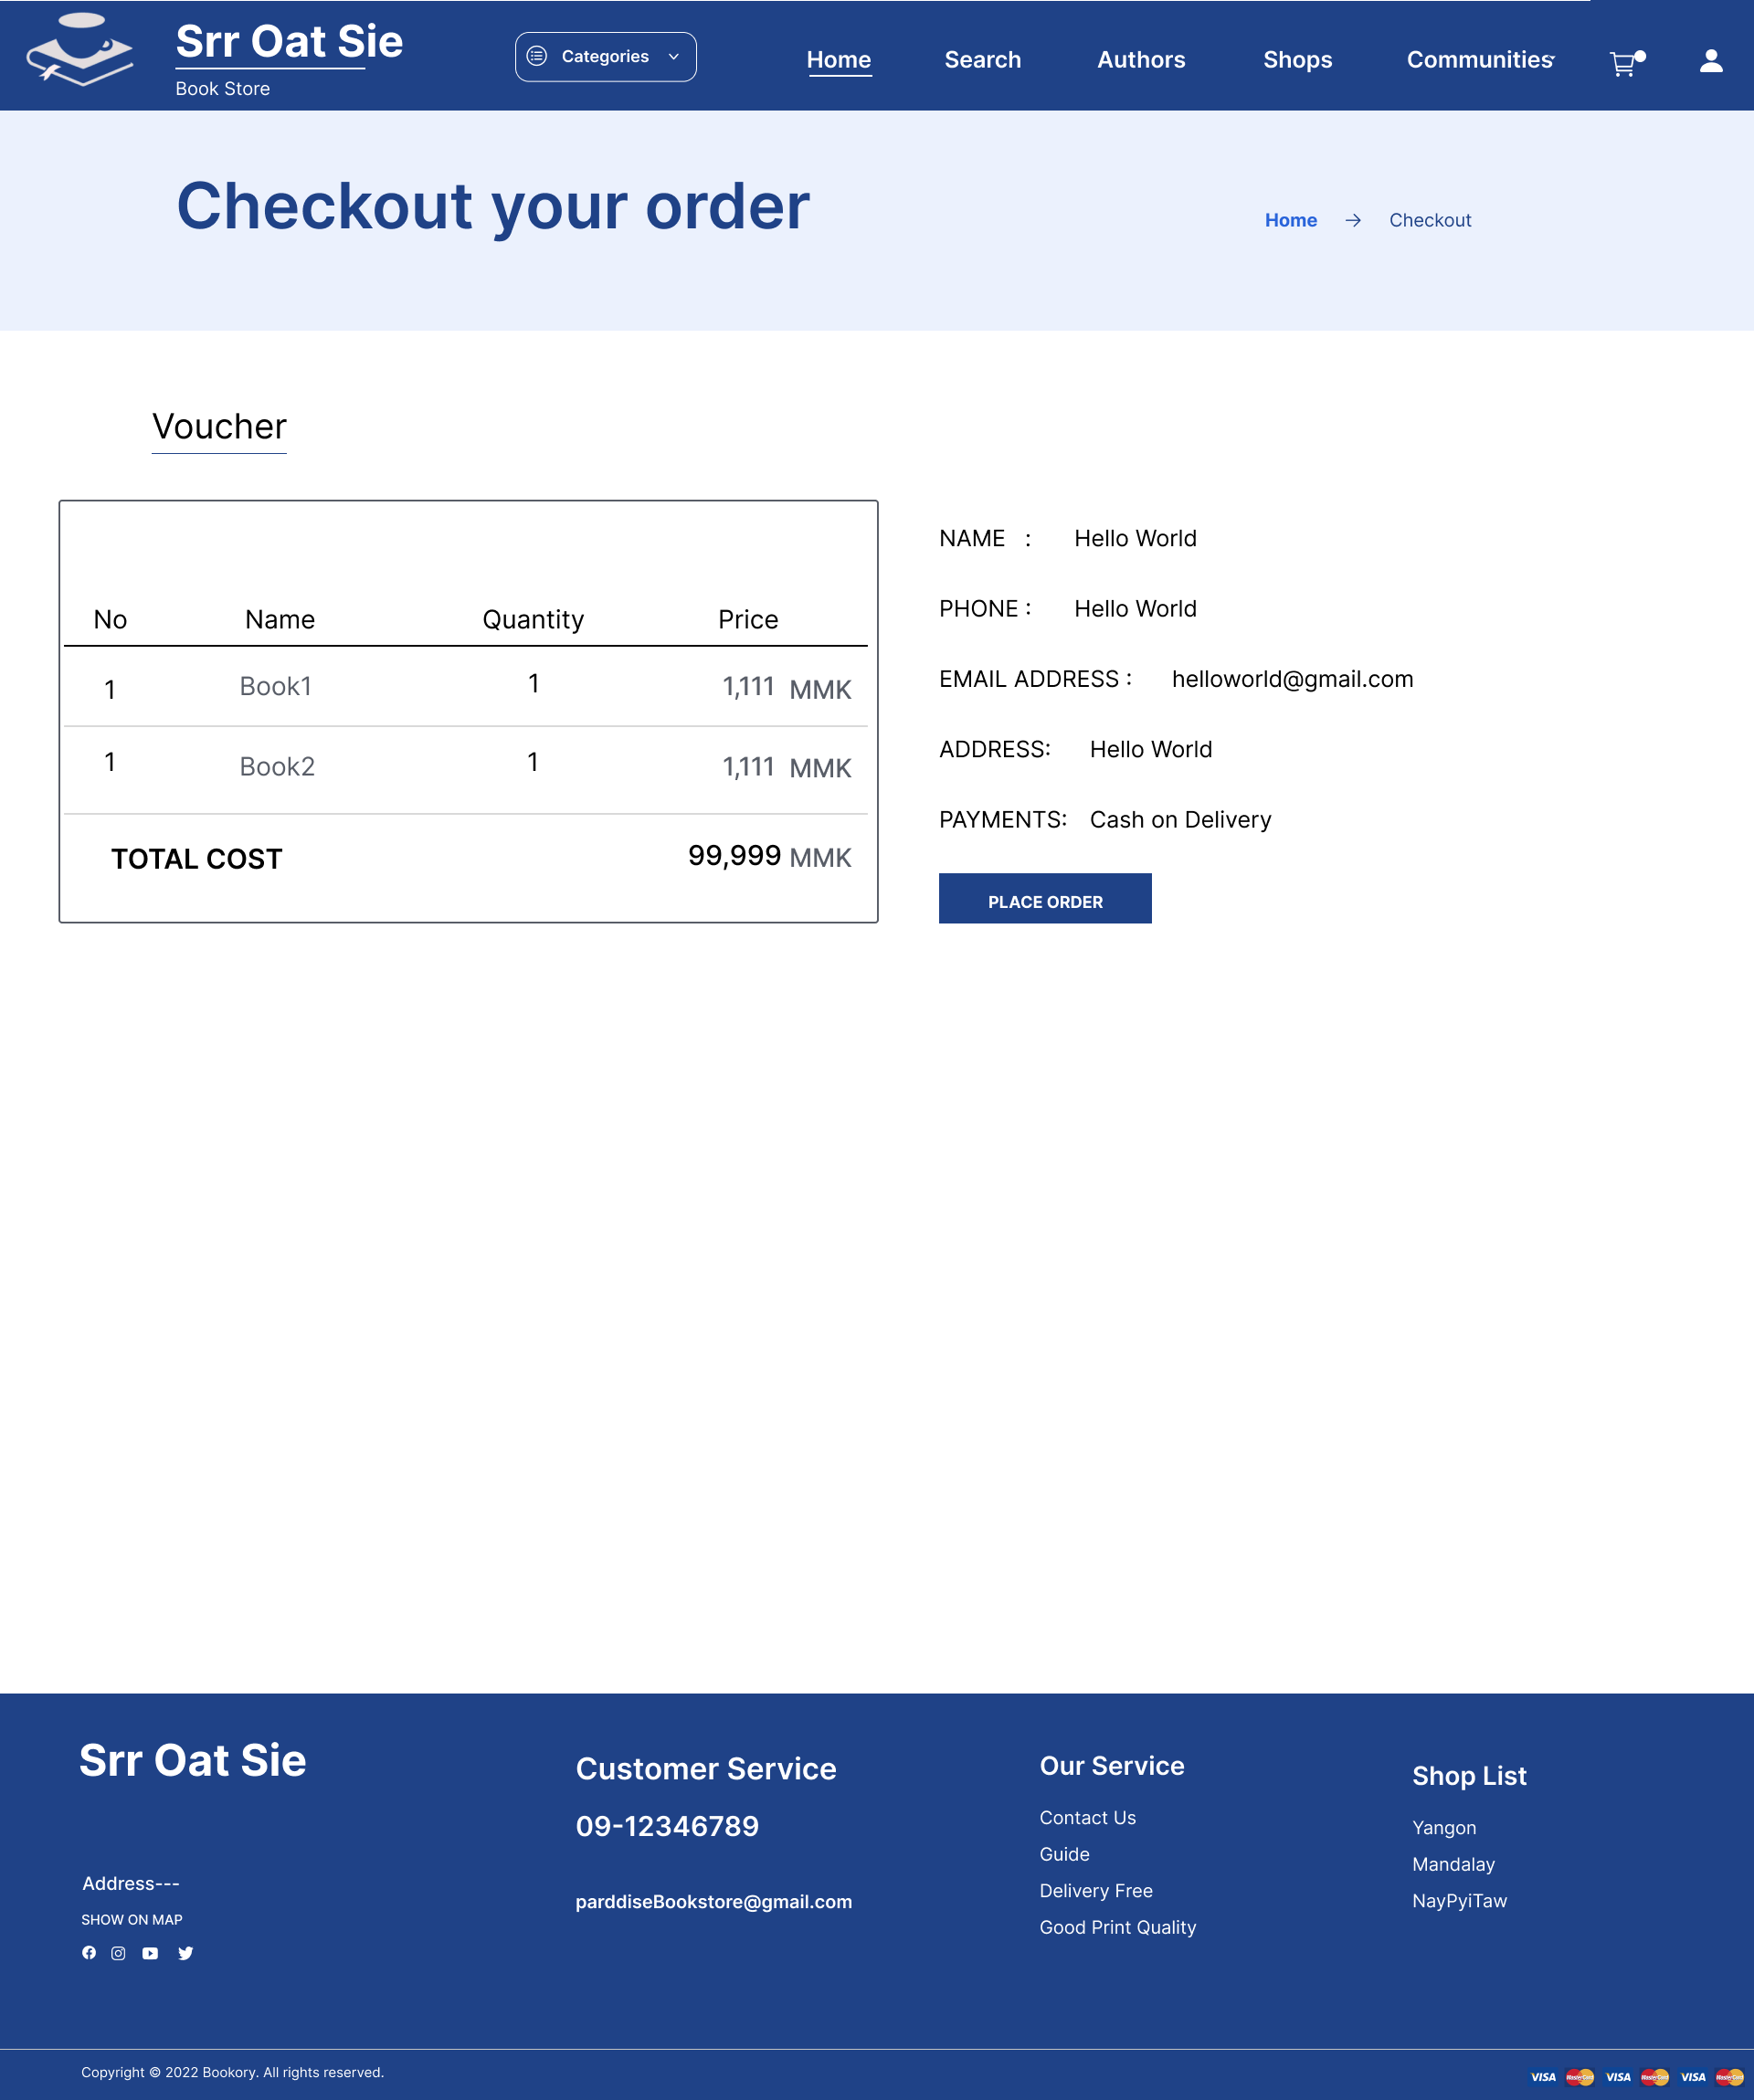 Srr Oat Sie
Book Store
Categories
Home Search Authors Shops Communities
Checkout your order
Home → Checkout
Voucher
No Name Quantity Price
1 Book1 1 1,111 MMK
1 Book2 1 1,111 MMK
TOTAL COST 99,999 MMK
NAME : Hello World
PHONE : Hello World
EMAIL ADDRESS : helloworld@gmail.com
ADDRESS: Hello World
PAYMENTS: Cash on Delivery
PLACE ORDER
Srr Oat Sie
Address---
SHOW ON MAP
Customer Service
09-12346789
parddiseBookstore@gmail.com
Our Service
Contact Us
Guide
Delivery Free
Good Print Quality
Shop List
Yangon
Mandalay
NayPyiTaw
Copyright © 2022 Bookory. All rights reserved.
VISA MasterCard VISA MasterCard VISA MasterCard